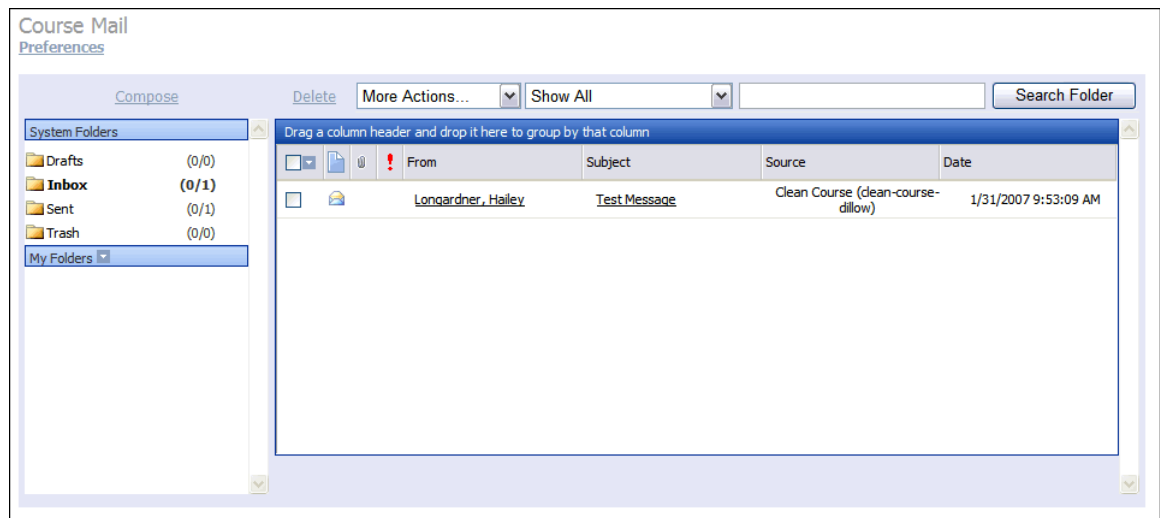 Course Mail
Preferences
Compose
Delete
More Actions...
Show All
Search Folder
System Folders
Drafts (0/0)
Inbox (0/1)
Sent (0/1)
Trash (0/0)
My Folders
Drag a column header and drop it here to group by that column
From Subject Source Date
Longardner, Hailey Test Message Clean Course (clean-course-
dillow) 1/31/2007 9:53:09 AM